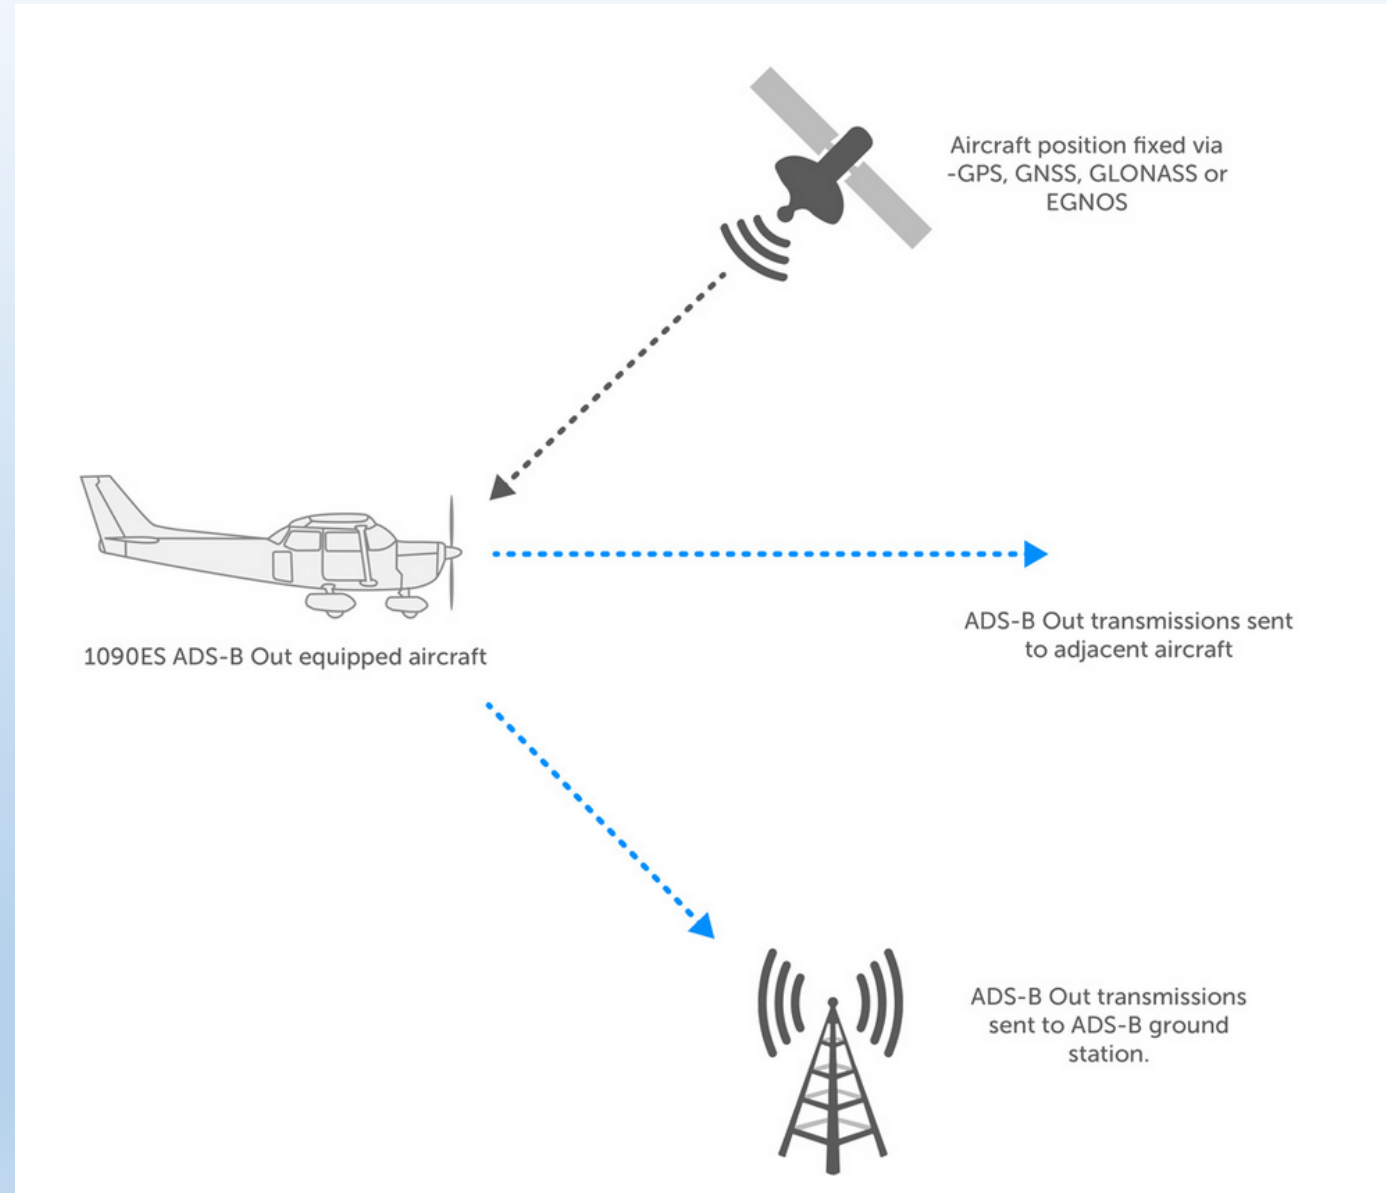 Aircraft position fixed via
-GPS, GNSS, GLONASS or
EGNOS
1090ES ADS-B Out equipped aircraft
ADS-B Out transmissions sent
to adjacent aircraft
ADS-B Out transmissions
sent to ADS-B ground
station.